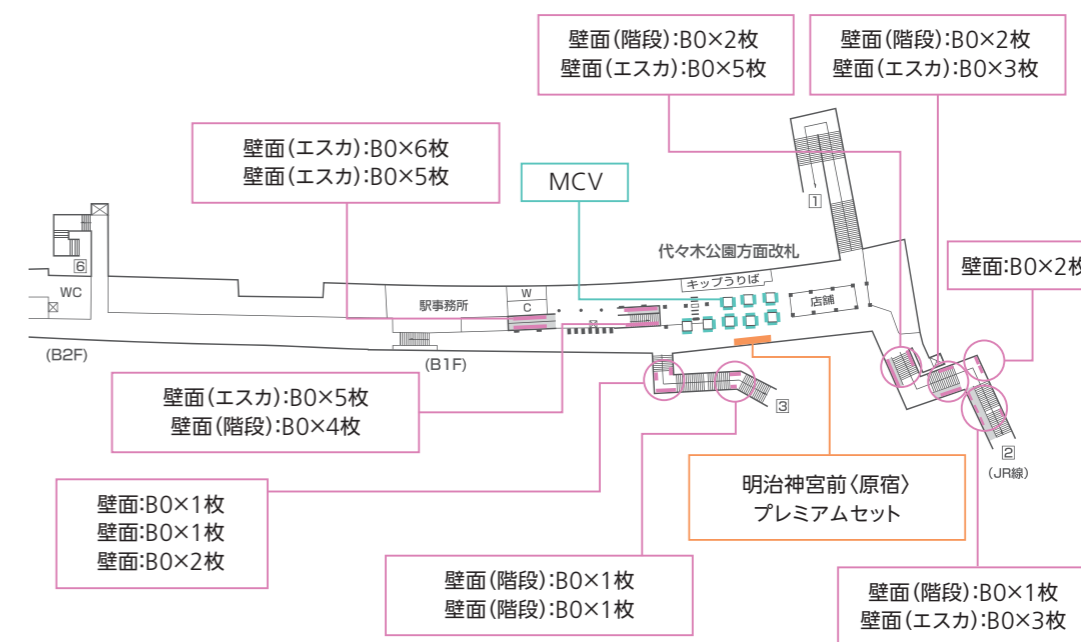 壁面(階段):B0×2枚
壁面(エスカ):B0×5枚
壁面(階段):B0×2枚
壁面(エスカ):B0×3枚
壁面(エスカ):B0×6枚
壁面(エスカ):B0×5枚
MCV
1
代々木公園方面改札
壁面:B0×2枚
6
WC
キップうりば
店舗
駅事務所
W
C
(B2F)
(B1F)
壁面(エスカ):B0×5枚
壁面(階段):B0×4枚
3
2
(JR線)
明治神宮前〈原宿〉
プレミアムセット
壁面:B0×1枚
壁面:B0×1枚
壁面:B0×2枚
壁面(階段):B0×1枚
壁面(階段):B0×1枚
壁面(階段):B0×1枚
壁面(エスカ):B0×3枚